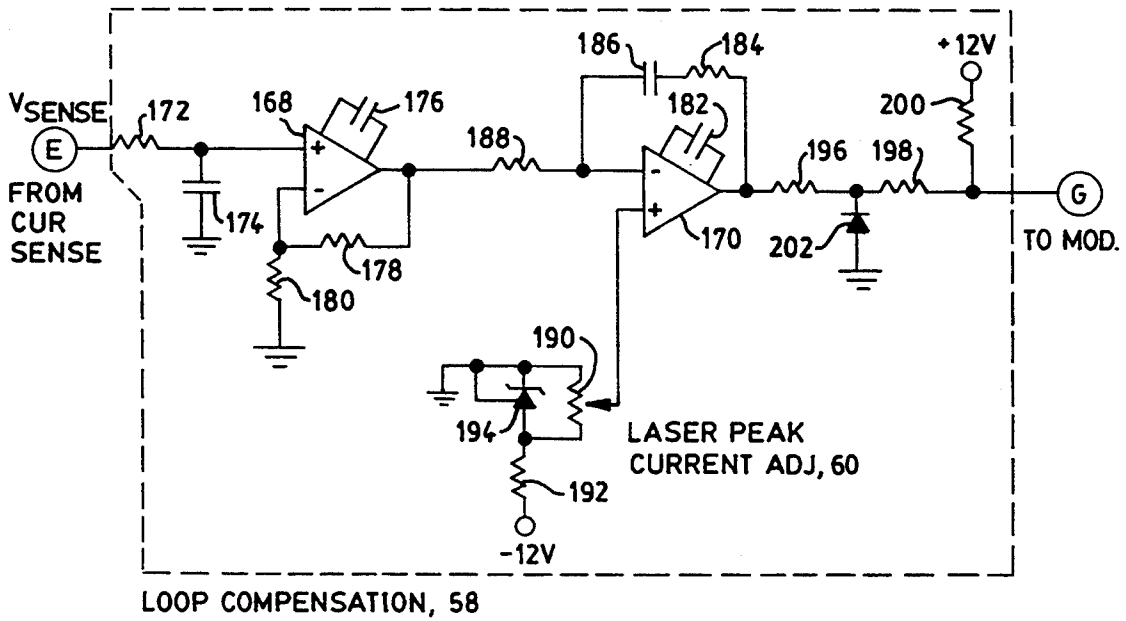 186
184
+12V
VSENSE
172
168
176
182
200
188
196
198
E
+
-
-
+
G
FROM
CUR
SENSE
174
178
170
202
TO MOD.
180
190
194
LASER PEAK
CURRENT ADJ, 60
192
-12V
LOOP COMPENSATION, 58